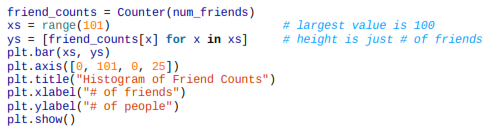 friend_counts = Counter(num_friends)
xs = range(101) # largest value is 100
ys = [friend_counts[x] for x in xs] # height is just # of friends
plt.bar(xs, ys)
plt.axis([0, 101, 0, 25])
plt.title("Histogram of Friend Counts")
plt.xlabel("# of friends")
plt.ylabel("# of people")
plt.show()